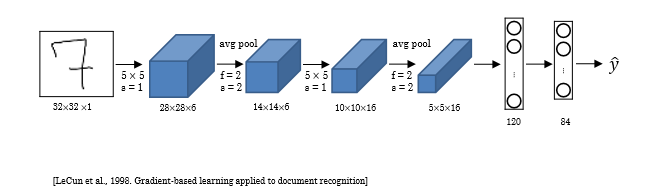 7
avg pool
avg pool
5 × 5
s = 1
f = 2
s = 2
5 × 5
s = 1
f = 2
s = 2
ŷ
32×32 ×1
28×28×6
14×14×6
10×10×16
5×5×16
120
84
[LeCun et al., 1998. Gradient-based learning applied to document recognition]